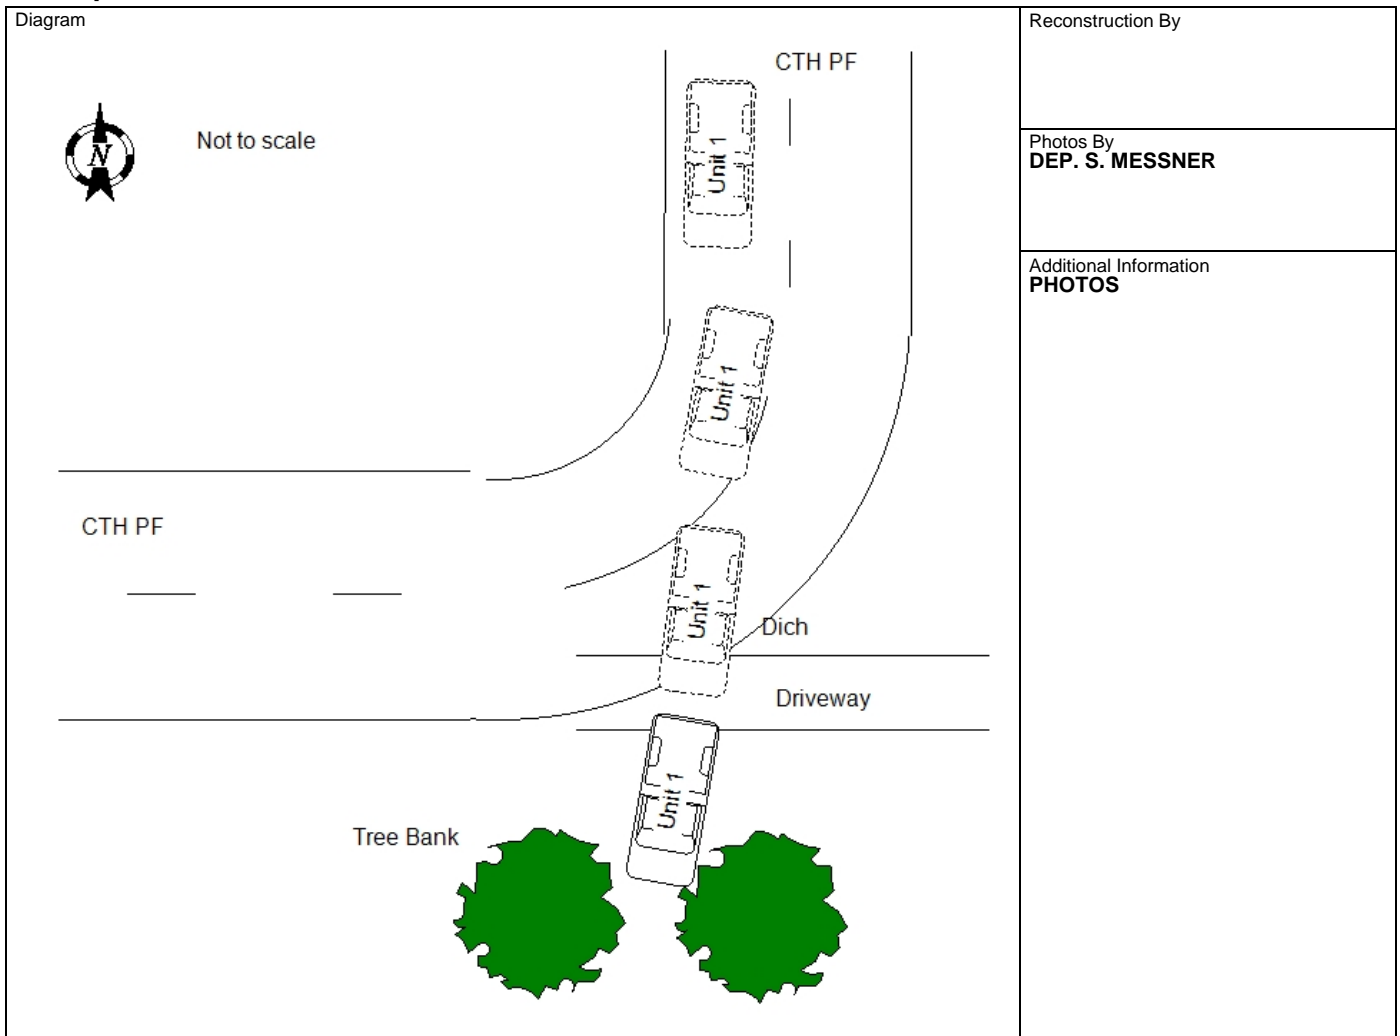 Diagram
Reconstruction By
CTH PF
N
Not to scale
Photos By
DEP. S. MESSNER
Unit 1
Additional Information
PHOTOS
Unit 1
CTH PF
Unit 1
Dich
Driveway
Unit 1
Tree Bank